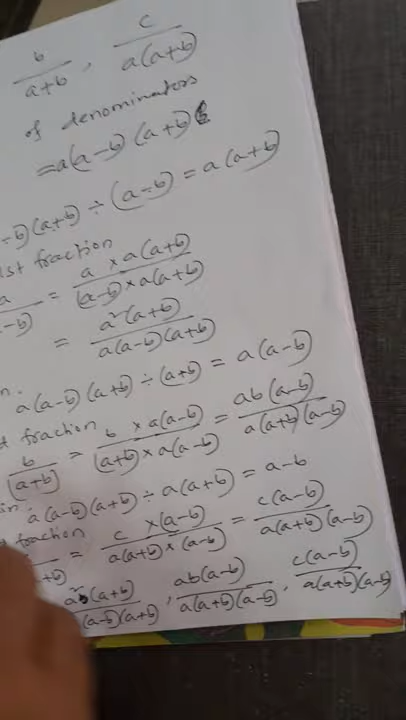 b/(a+b), c/(a(a+b))
of denominators
=a(a-b)(a+b)
-b)(a+b)÷(a-b)=a(a+b)
1st fraction
= (a × a(a+b))/((a-b)×a(a+b))
= (a²(a+b))/(a(a-b)(a+b))
a(a-b)(a+b)÷(a+b)=a(a-b)
fraction
b/(a+b) = (b × a(a-b))/((a+b)×a(a-b)) = (ab(a-b))/(a(a+b)(a-b))
a(a-b)(a+b)÷a(a+b)=a-b
fraction
= (c ×(a-b))/(a(a+b)×(a-b)) = (c(a-b))/(a(a+b)(a-b))
(a+b)/(a-b)(a+b), (ab(a-b))/(a(a+b)(a-b)), (c(a-b))/(a(a+b)(a-b))